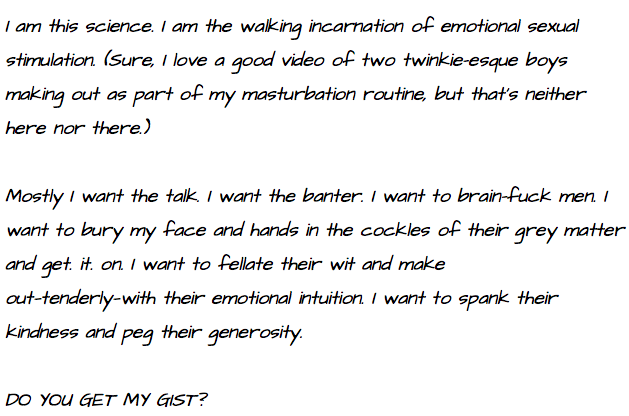 I am this science. I am the walking incarnation of emotional sexual
stimulation. (Sure, I love a good video of two twinkie-esque boys
making out as part of my masturbation routine, but that's neither
here nor there.)
Mostly I want the talk. I want the banter. I want to brain-fuck men. I
want to bury my face and hands in the cockles of their grey matter
and get. it. on. I want to fellate their wit and make
out-tenderly-with their emotional intuition. I want to spank their
kindness and peg their generosity.
DO YOU GET MY GIST?